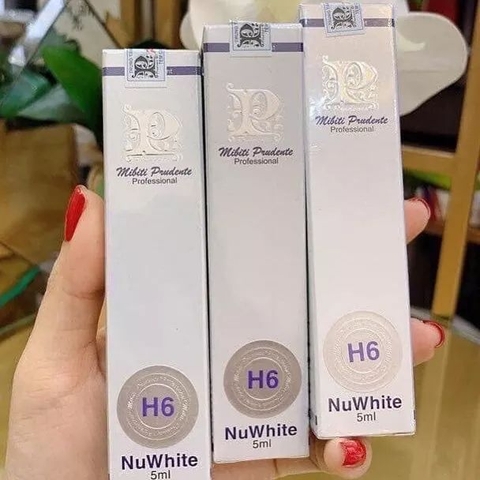 P
Mibiti Prudente
Professional
H6
NuWhite
5ml
P
Mibiti Prudente
Professional
H6
NuWhite
5ml
P
Mibiti Prudente
Professional
H6
NuWhite
5ml